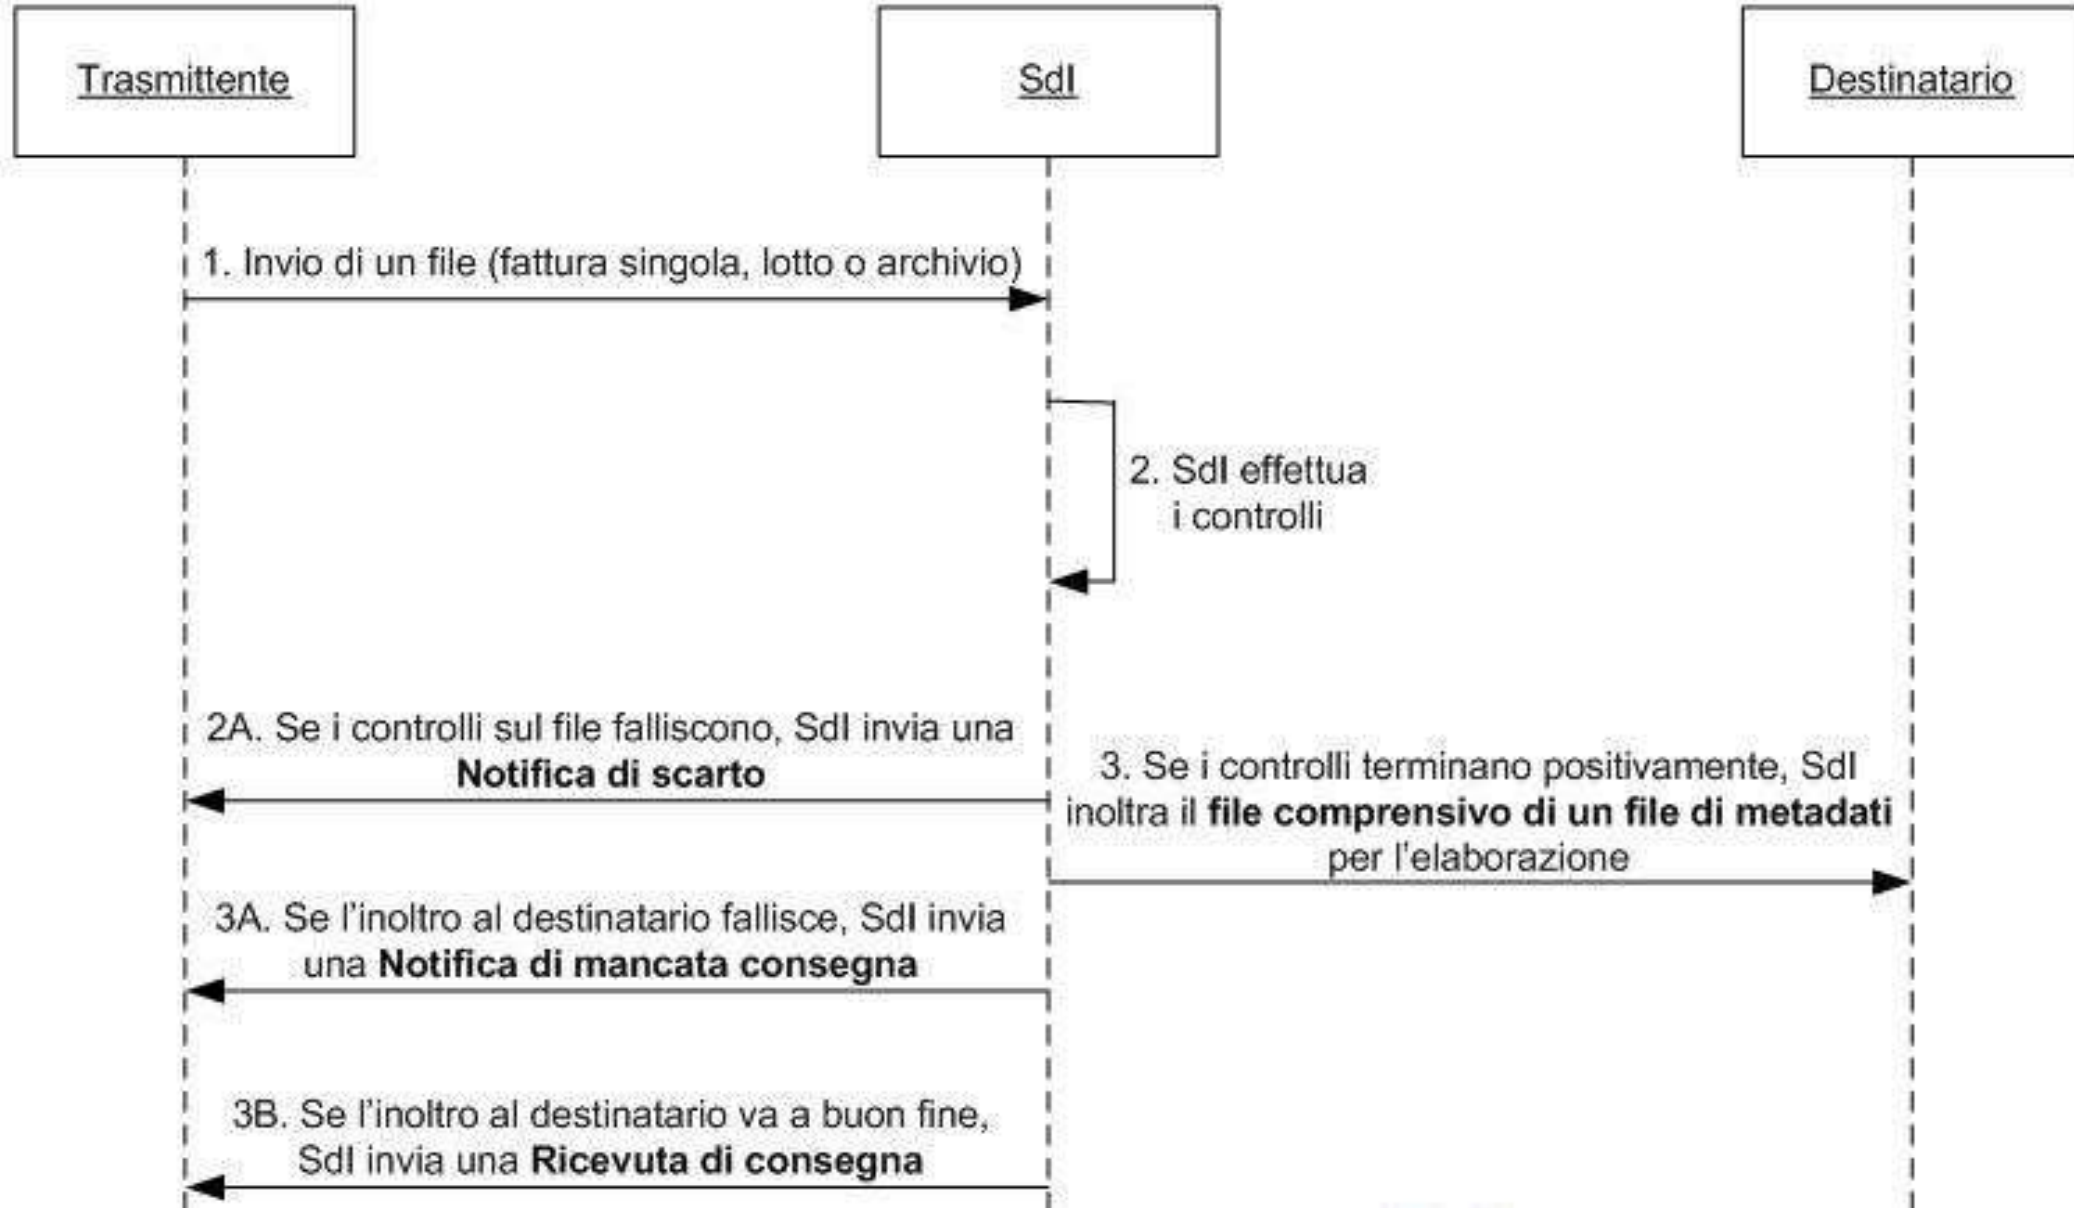 Trasmittente
SdI
Destinatario
1. Invio di un file (fattura singola, lotto o archivio)
2. SdI effettua
i controlli
2A. Se i controlli sul file falliscono, SdI invia una
Notifica di scarto
3. Se i controlli terminano positivamente, SdI
inoltra il file comprensivo di un file di metadati
per l'elaborazione
3A. Se l'inoltro al destinatario fallisce, SdI invia
una Notifica di mancata consegna
3B. Se l'inoltro al destinatario va a buon fine,
SdI invia una Ricevuta di consegna